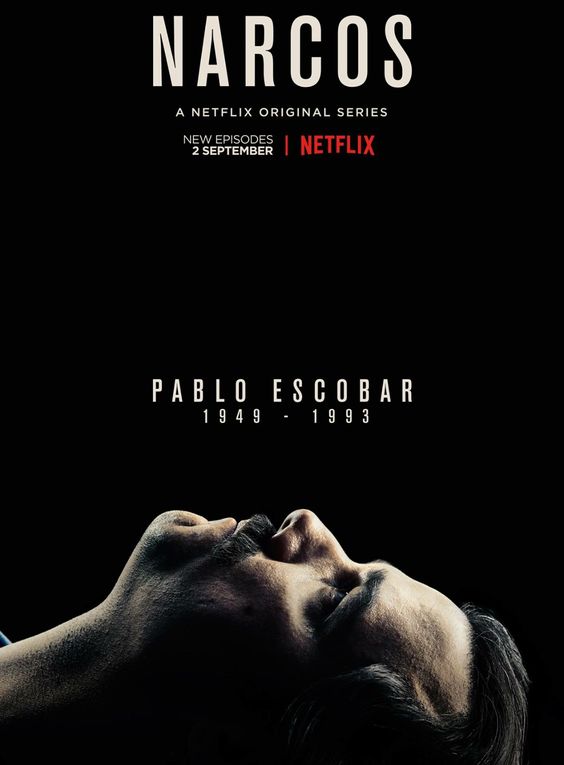 NARCOS
A NETFLIX ORIGINAL SERIES
NEW EPISODES
2 SEPTEMBER | NETFLIX
PABLO ESCOBAR
1949 - 1993